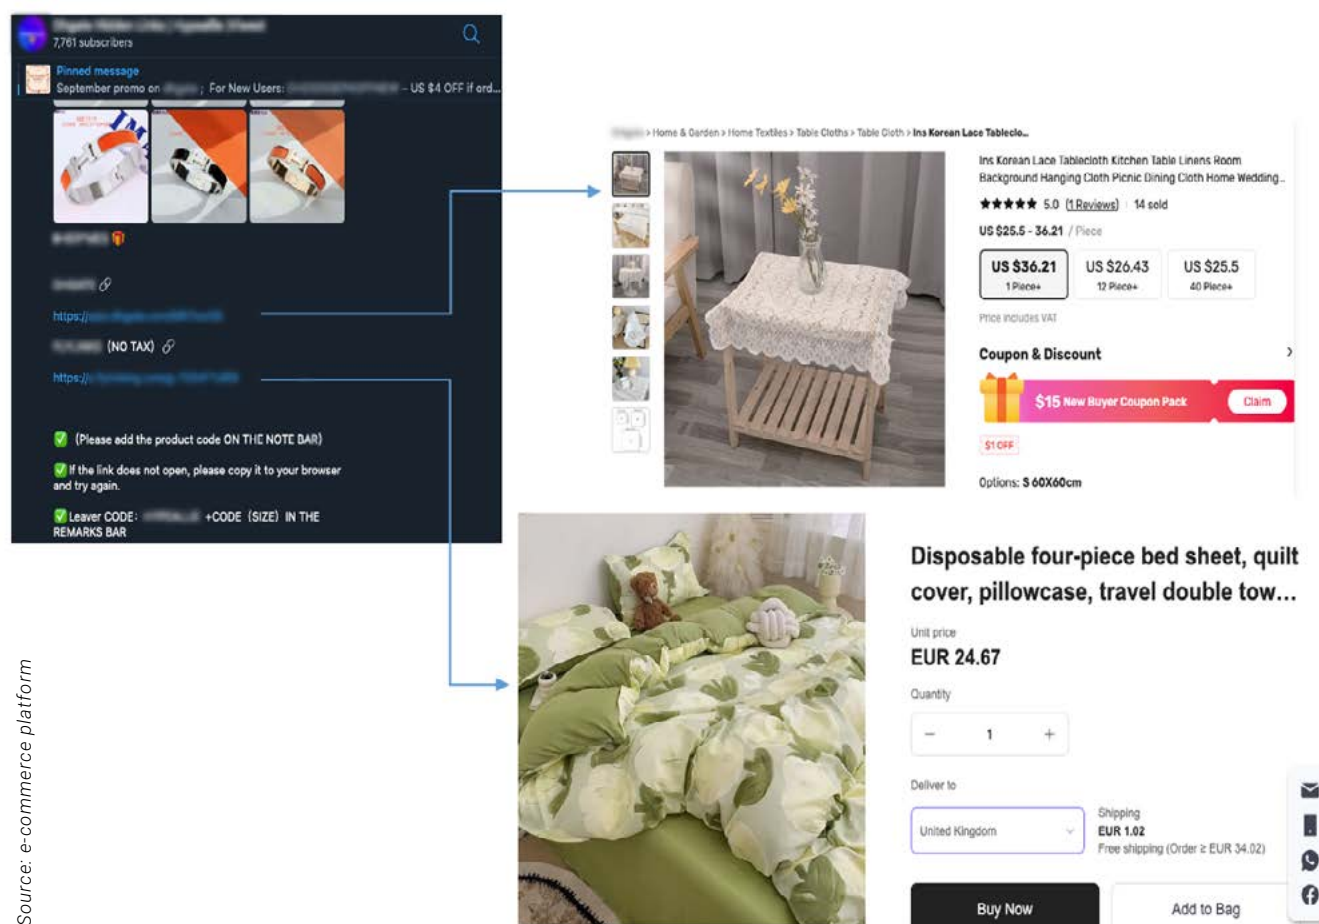 7,761 subscribers
Pinned message
September promo on ; For New Users: – US $4 OFF if ord...
https://
(NO TAX)
https://
(Please add the product code ON THE NOTE BAR)
If the link does not open, please copy it to your browser
and try again.
Leaver CODE: +CODE (SIZE) IN THE
REMARKS BAR
> Home & Garden > Home Textiles > Table Cloths > Table Cloth > Ins Korean Lace Tableclo...
Ins Korean Lace Tablecloth Kitchen Table Linens Room
Background Hanging Cloth Picnic Dining Cloth Home Wedding...
★★★★★ 5.0 (1 Reviews) 14 sold
US $25.5 - 36.21 / Piece
US $36.21 US $26.43 US $25.5
1 Piece+ 12 Piece+ 40 Piece+
Price includes VAT
Coupon & Discount
$15 New Buyer Coupon Pack Claim
$1 OFF
Options: S 60X60cm
Disposable four-piece bed sheet, quilt
cover, pillowcase, travel double tow...
Unit price
EUR 24.67
Quantity
− 1 +
Deliver to
United Kingdom
Shipping
EUR 1.02
Free shipping (Order ≥ EUR 34.02)
Buy Now Add to Bag
Source: e-commerce platform